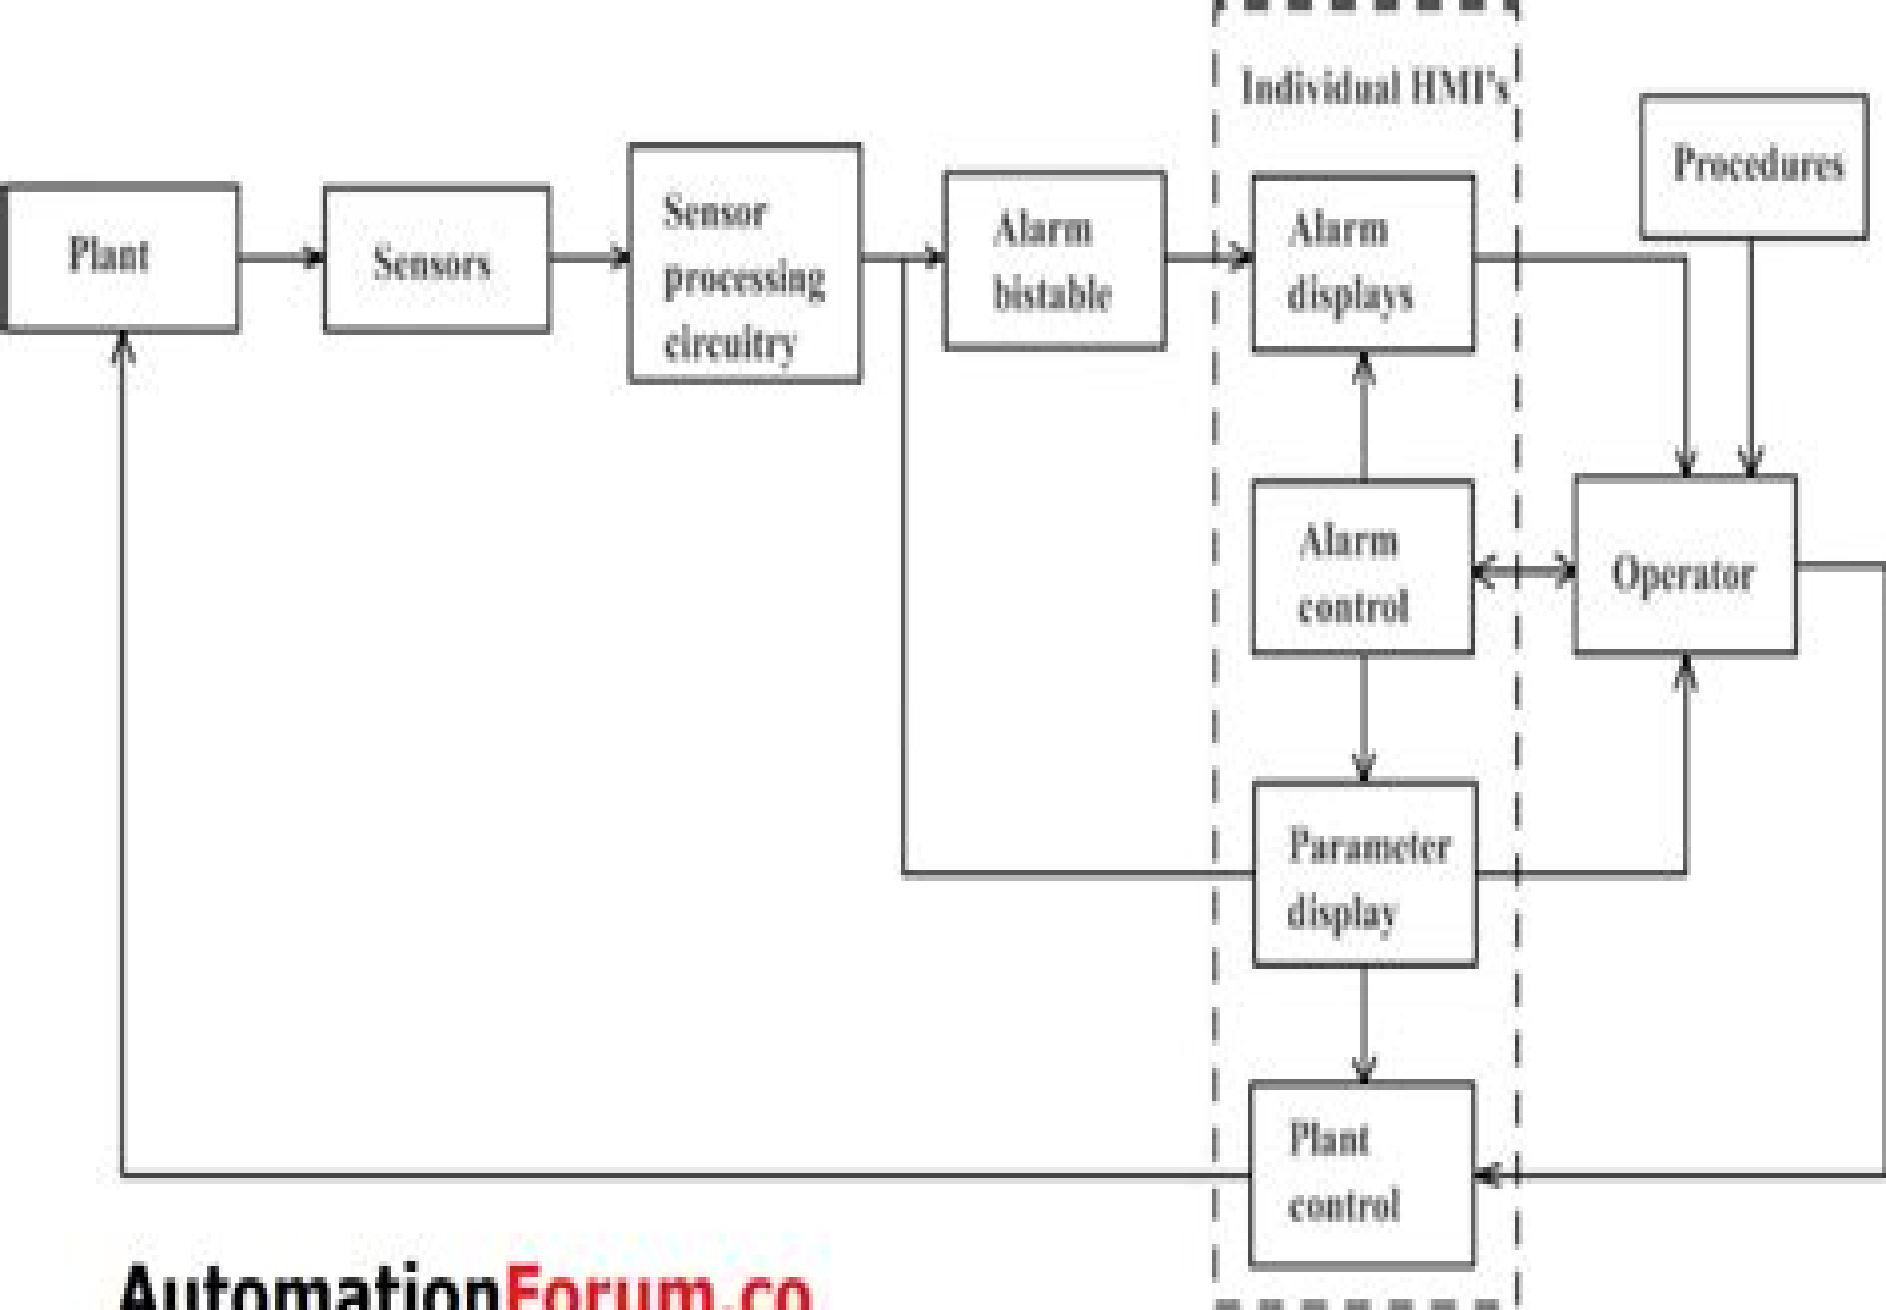 Individual HMI's
Procedures
Plant
Sensors
Sensor
processing
circuitry
Alarm
bistable
Alarm
displays
Alarm
control
Operator
Parameter
display
Plant
control
AutomationForum.co